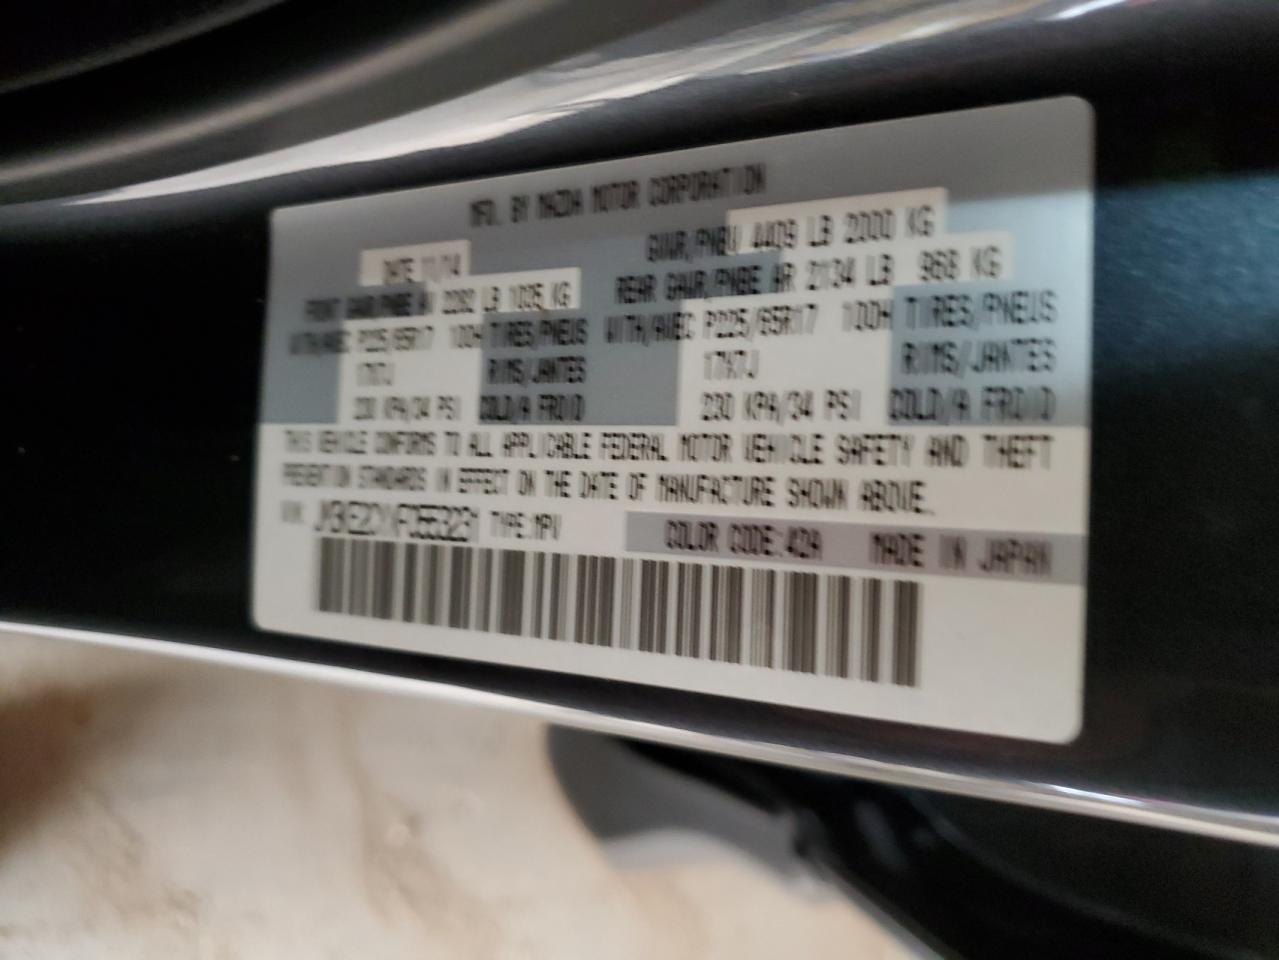 MFD. BY MAZDA MOTOR CORPORATION
DATE 11/14 GVWR/PNBV 4409 LB 2000 KG
FRONT GAWR/PNBE AV 2282 LB 1035 KG REAR GAWR/PNBE AR 2134 LB 968 KG
WITH/AVEC P225/65R17 100H TIRES/PNEUS WITH/AVEC P225/65R17 100H TIRES/PNEUS
17X7J RIMS/JANTES 17X7J RIMS/JANTES
230 KPA/34 PSI COLD/A FROID 230 KPA/34 PSI COLD/A FROID
THIS VEHICLE CONFORMS TO ALL APPLICABLE FEDERAL MOTOR VEHICLE SAFETY AND THEFT
PREVENTION STANDARDS IN EFFECT ON THE DATE OF MANUFACTURE SHOWN ABOVE.
VIN: TYPE:MPV COLOR CODE:42A MADE IN JAPAN